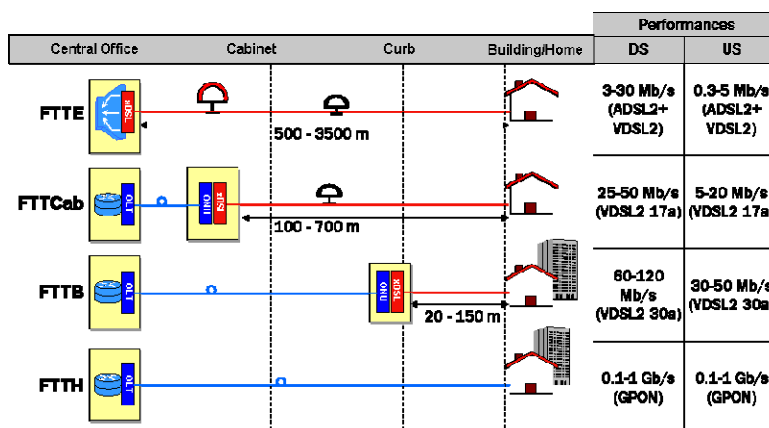 Performances
Central Office Cabinet Curb Building/Home DS US
FTTE
xDSL
500 - 3500 m
3-30 Mb/s
(ADSL2+
VDSL2)
0.3-5 Mb/s
(ADSL2+
VDSL2)
FTTCab
OLT
ONU
xDSL
100 - 700 m
25-50 Mb/s
(VDSL2 17a)
5-20 Mb/s
(VDSL2 17a
FTTB
OLT
ONU
xDSL
20 - 150 m
60-120
Mb/s
(VDSL2 30a)
30-50 Mb/s
(VDSL2 30a
FTTH
OLT
0.1-1 Gb/s
(GPON)
0.1-1 Gb/s
(GPON)